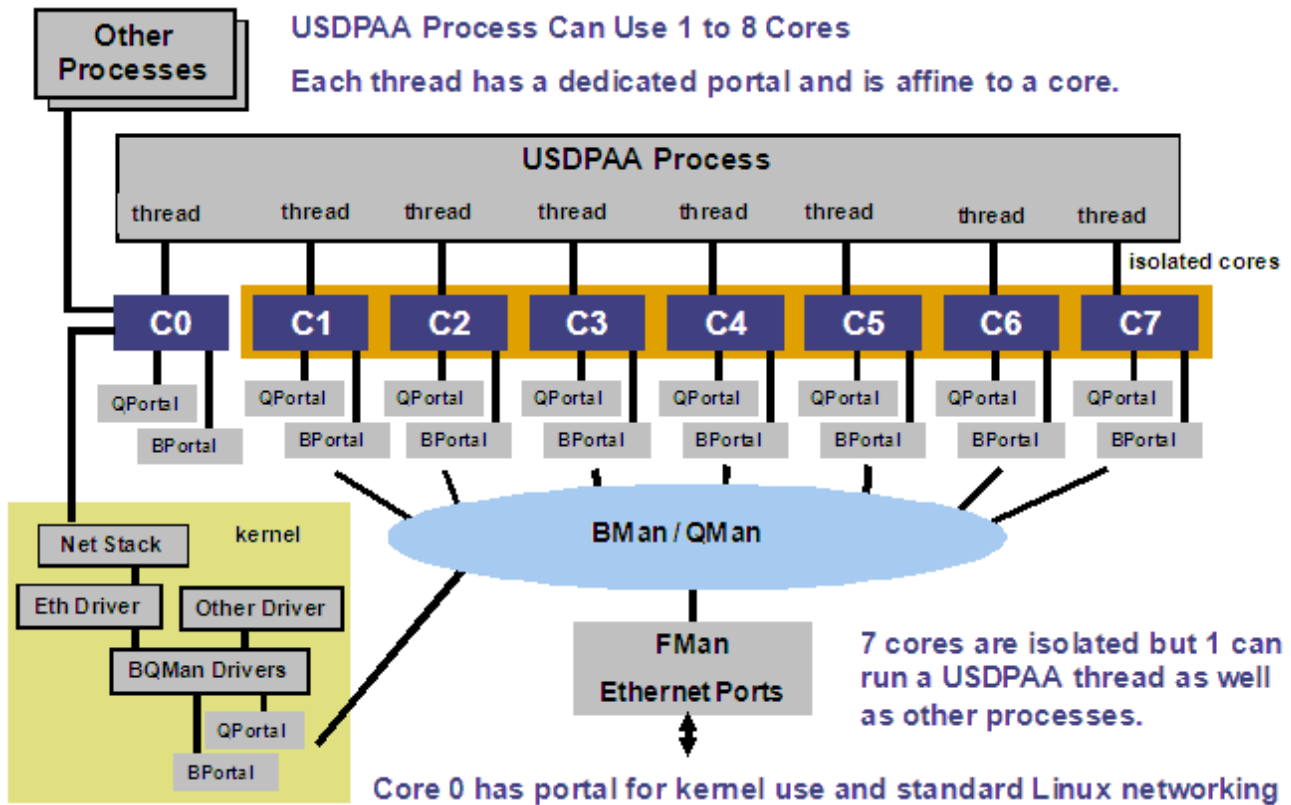 Other
Processes
USDPAA Process Can Use 1 to 8 Cores
Each thread has a dedicated portal and is affine to a core.
USDPAA Process
thread thread thread thread thread thread thread thread
isolated cores
C0 C1 C2 C3 C4 C5 C6 C7
QPortal QPortal QPortal QPortal QPortal QPortal QPortal QPortal
BPortal BPortal BPortal BPortal BPortal BPortal BPortal BPortal
kernel
Net Stack
Eth Driver
Other Driver
BQMan Drivers
QPortal
BPortal
BMan / QMan
FMan
Ethernet Ports
7 cores are isolated but 1 can
run a USDPAA thread as well
as other processes.
Core 0 has portal for kernel use and standard Linux networking